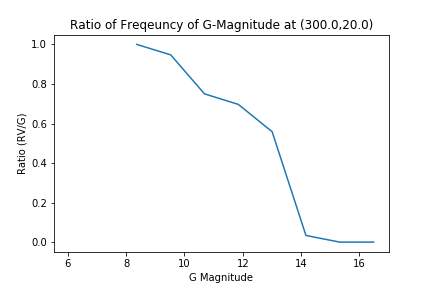 Ratio of Freqeuncy of G-Magnitude at (300.0,20.0)
Ratio (RV/G)
1.0
0.8
0.6
0.4
0.2
0.0
6 8 10 12 14 16
G Magnitude